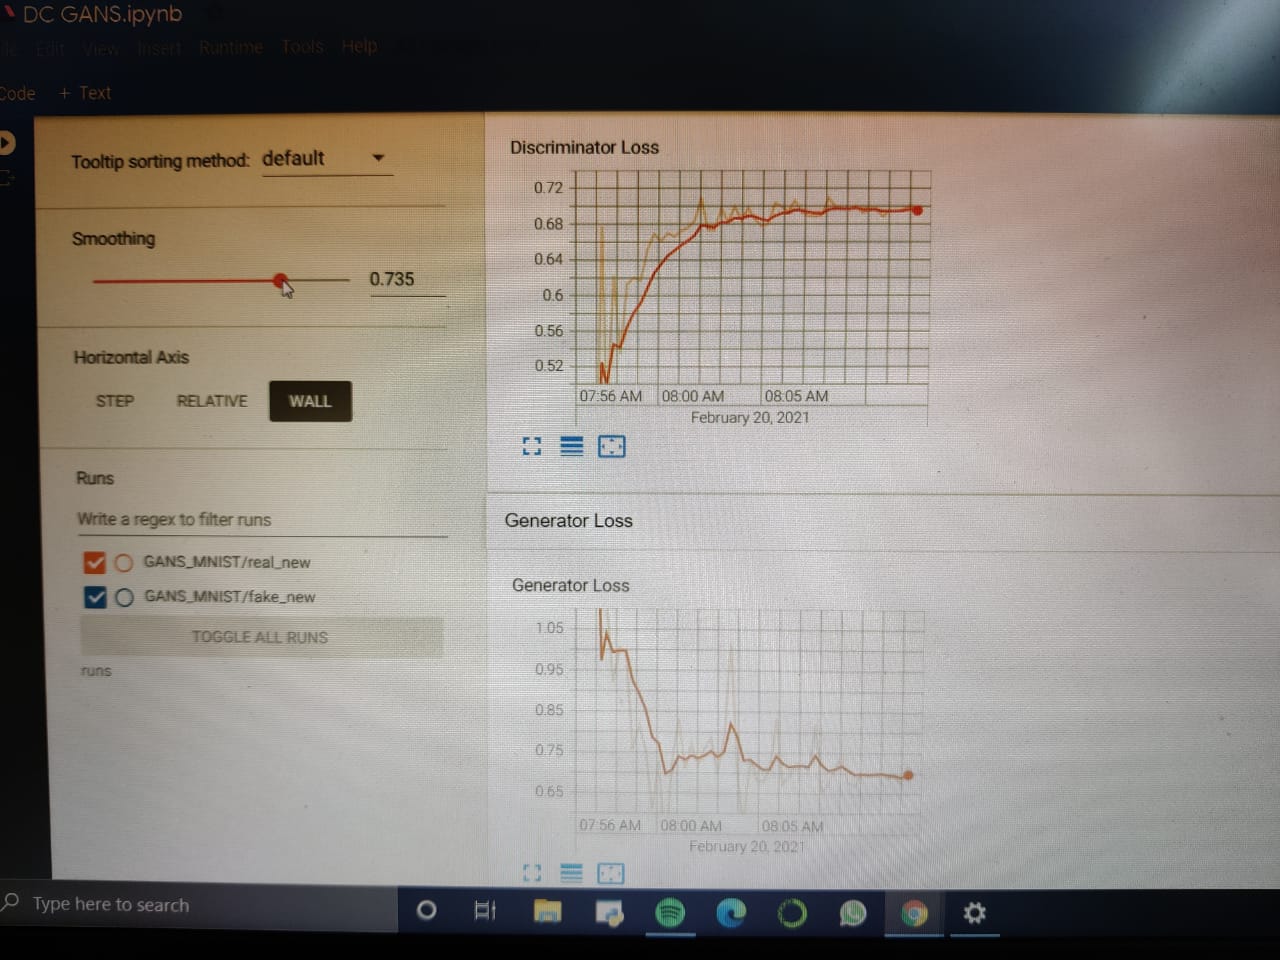 DC GANS.ipynb
Edit View Insert Runtime Tools Help
Code + Text
Tooltip sorting method: default
Smoothing
0.735
Horizontal Axis
STEP RELATIVE WALL
Runs
Write a regex to filter runs
GANS_MNIST/real_new
GANS_MNIST/fake_new
TOGGLE ALL RUNS
runs
Discriminator Loss
0.72
0.68
0.64
0.6
0.56
0.52
07:56 AM 08:00 AM 08:05 AM
February 20, 2021
Generator Loss
Generator Loss
1.05
0.95
0.85
0.75
0.65
07:56 AM 08:00 AM 08:05 AM
February 20, 2021
Type here to search